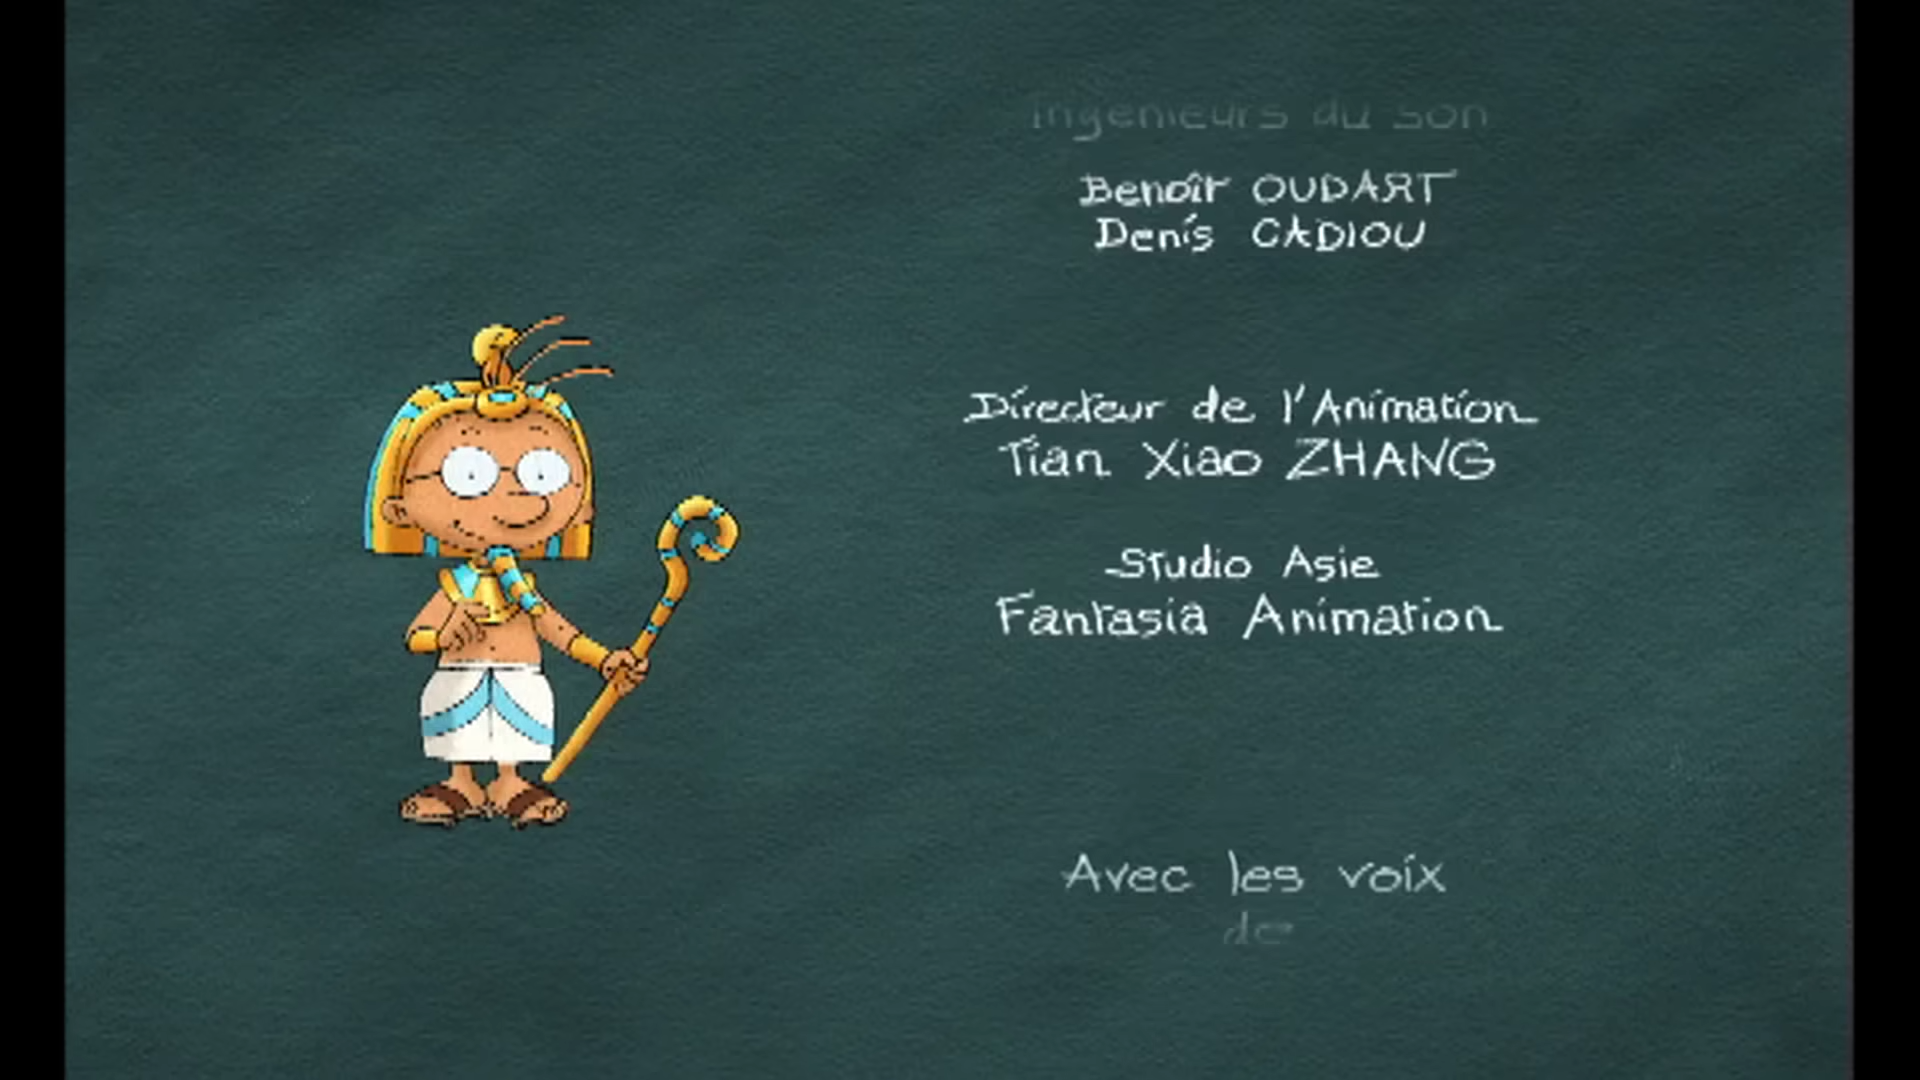 Ingénieurs du Son
Benoît OUDART
Denis CADIOU
Directeur de l'Animation
Tian Xiao ZHANG
Studio Asie
Fantasia Animation
Avec les voix
de